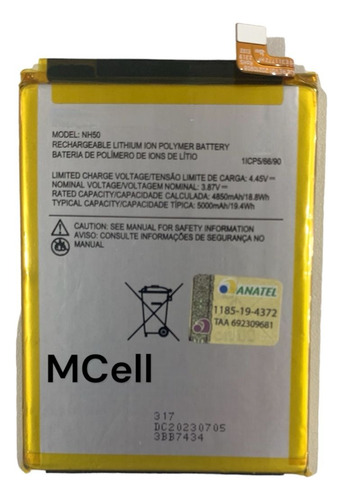 MODEL: NH50
RECHARGEABLE LITHIUM ION POLYMER BATTERY
BATERIA DE POLÍMERO DE IONS DE LÍTIO
1ICP5/66/90
LIMITED CHARGE VOLTAGE/TENSÃO LIMITE DE CARGA: 4.45V
NOMINAL VOLTAGE/VOLTAGEM NOMINAL: 3.87V
RATED CAPACITY/CAPACIDADE CALCULADA: 4850mAh/18.8Wh
TYPICAL CAPACITY/CAPACIDADE TÍPICA: 5000mAh/19.4Wh
CAUTION: SEE MANUAL FOR SAFETY INFORMATION
AVISO: CONSULTE INFORMAÇÕES DE SEGURANÇA NO
MANUAL
ANATEL
1185-19-4372
TAA 692309681
MCell
317
DC20230705
3BB7434